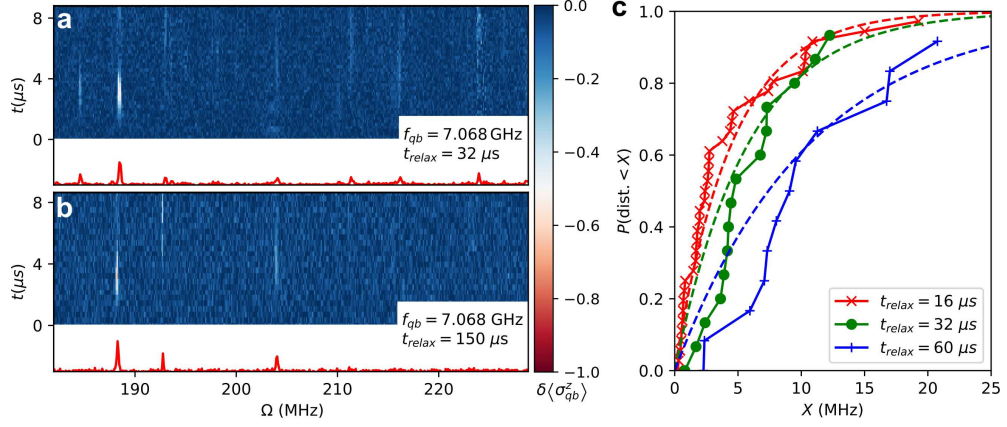 a
8
4
0
t(μs)
f_qb = 7.068 GHz
t_relax = 32 μs
b
8
4
0
t(μs)
f_qb = 7.068 GHz
t_relax = 150 μs
190 200 210 220
Ω (MHz)
0.0
−0.2
−0.4
−0.6
−0.8
−1.0
δ⟨σ^z_qb⟩
c
1.0
0.8
0.6
0.4
0.2
0.0
P(dist. < X)
t_relax = 16 μs
t_relax = 32 μs
t_relax = 60 μs
0 5 10 15 20 25
X (MHz)